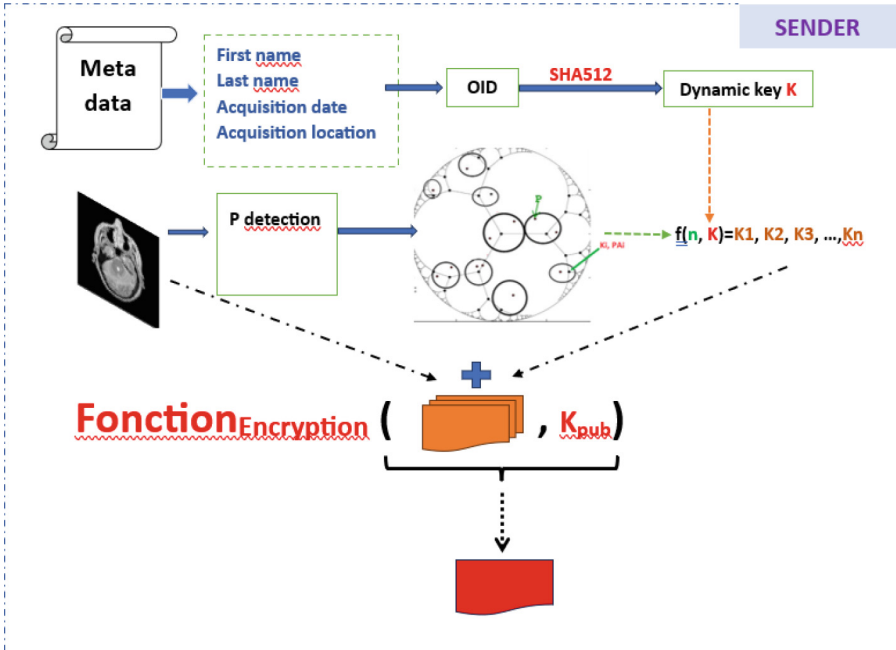 SENDER
Meta
data
First name
Last name
Acquisition date
Acquisition location
OID
SHA512
Dynamic key K
P detection
P
Ki, PAi
f(n, K)=K1, K2, K3, ...,Kn
+
FonctionEncryption ( , Kpub)